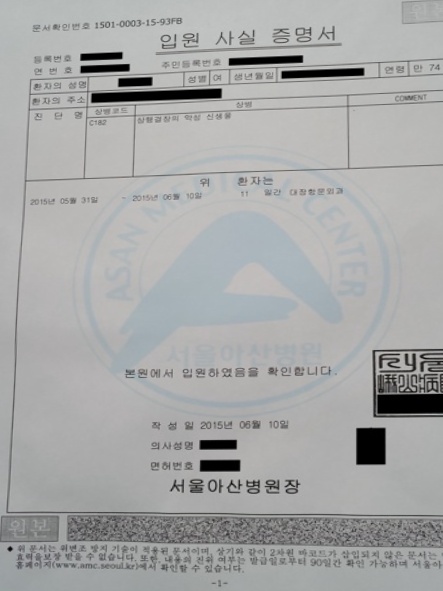 문서확인번호 1501-0003-15-93FB
원본
입원 사실 증명서
등록번호 주민등록번호
연 번 호
환자의 성명 성별 여 생년월일 연령 만 74
환자의 주소
진 단 명 상병코드 상병 COMMENT
C182 상행결장의 악성 신생물
위 환자는
2015년 05월 31일 - 2015년 06월 10일 11 일간 대장항문외과
ASAN MEDICAL CENTER
서울아산병원
본원에서 입원하였음을 확인합니다.
작 성 일 2015년 06월 10일
의사성명
면허번호
서울아산병원장
원본
◆ 위 문서는 위변조 방지 기술이 적용된 문서이며, 상기와 같이 2차원 바코드가 삽입되지 않은 문서는
효력을보장 받을 수 없습니다. 또한, 내용의 진위 여부는 발급일로부터 90일간 확인 가능하며 서울아
홈페이지(www.amc.seoul.kr)에서 확인할 수 있습니다.
-1-